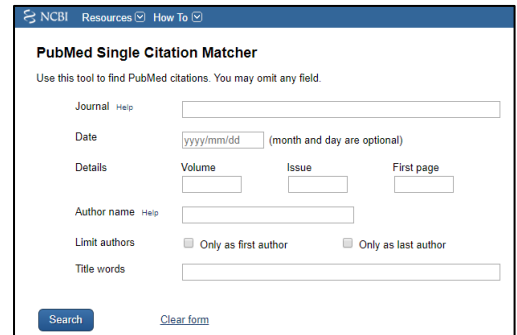 NCBI Resources How To
PubMed Single Citation Matcher
Use this tool to find PubMed citations. You may omit any field.
Journal Help
Date yyyy/mm/dd (month and day are optional)
Details Volume Issue First page
Author name Help
Limit authors Only as first author Only as last author
Title words
Search Clear form